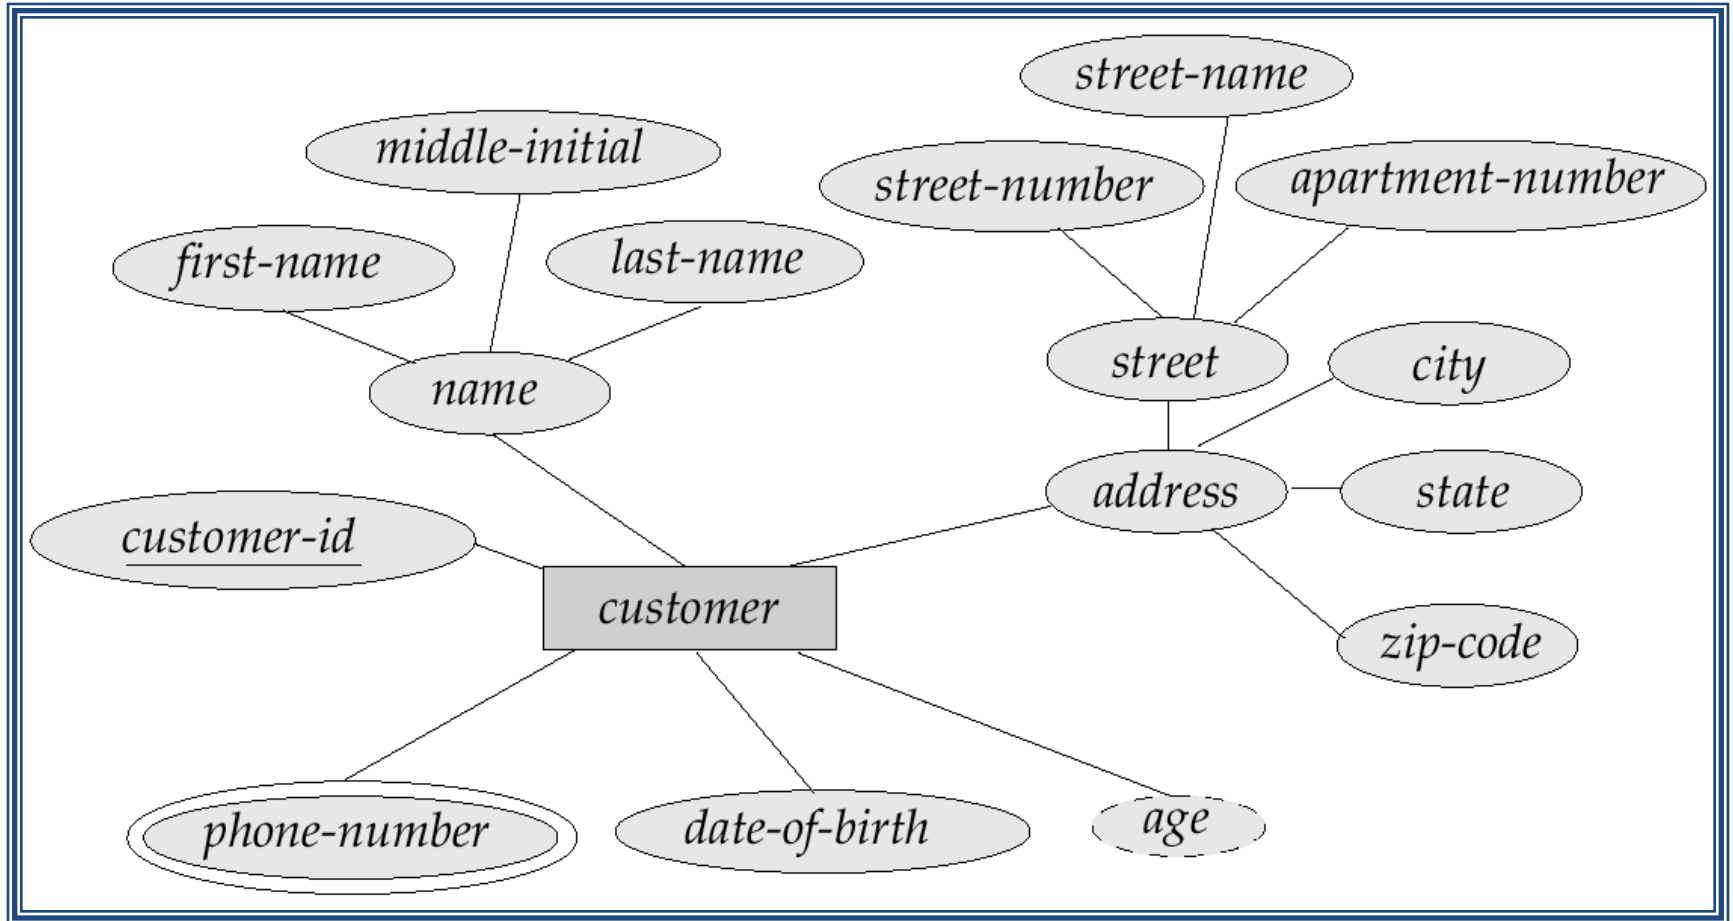 street-name
middle-initial
street-number
apartment-number
first-name
last-name
street
city
name
address
state
customer-id
customer
zip-code
phone-number
date-of-birth
age